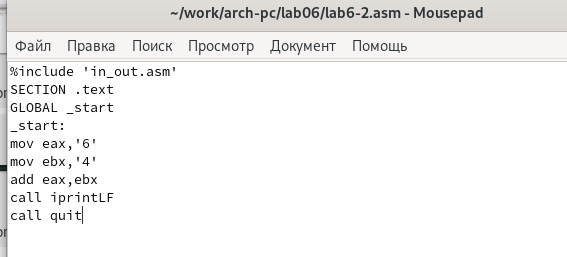 ~/work/arch-pc/lab06/lab6-2.asm - Mousepad
Файл Правка Поиск Просмотр Документ Помощь
%include 'in_out.asm'
SECTION .text
GLOBAL _start
_start:
mov eax,'6'
mov ebx,'4'
add eax,ebx
call iprintLF
call quit